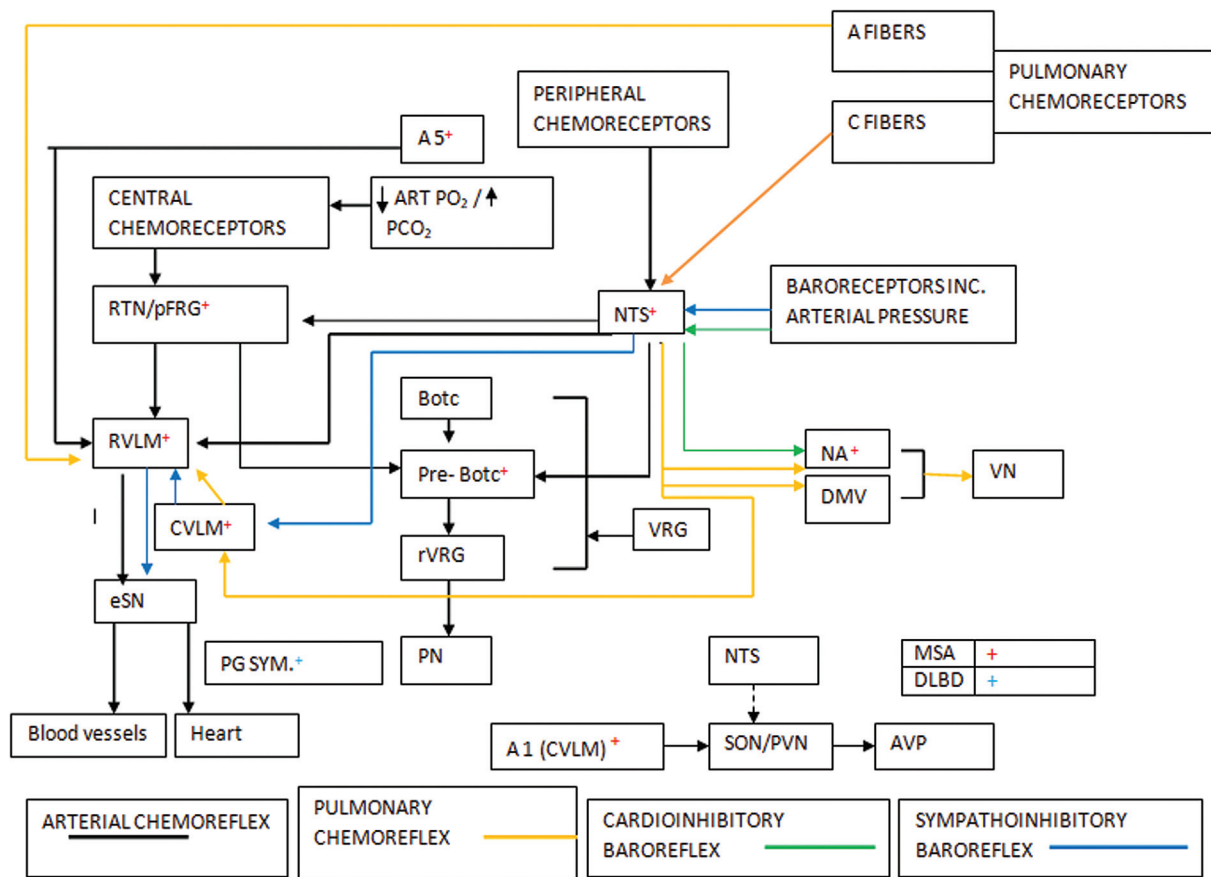 A FIBERS
PULMONARY
CHEMORECEPTORS
PERIPHERAL
CHEMORECEPTORS
C FIBERS
A 5+
CENTRAL
CHEMORECEPTORS
↓ ART PO₂ / ↑
PCO₂
RTN/pFRG+
NTS+
BARORECEPTORS INC.
ARTERIAL PRESSURE
Botc
RVLM+
Pre- Botc+
NA+
DMV
VN
I
CVLM+
rVRG
VRG
eSN
PG SYM.+
PN
NTS
MSA +
DLBD +
Blood vessels
Heart
A 1 (CVLM) +
SON/PVN
AVP
ARTERIAL CHEMOREFLEX
PULMONARY
CHEMOREFLEX
CARDIOINHIBITORY
BAROREFLEX
SYMPATHOINHIBITORY
BAROREFLEX